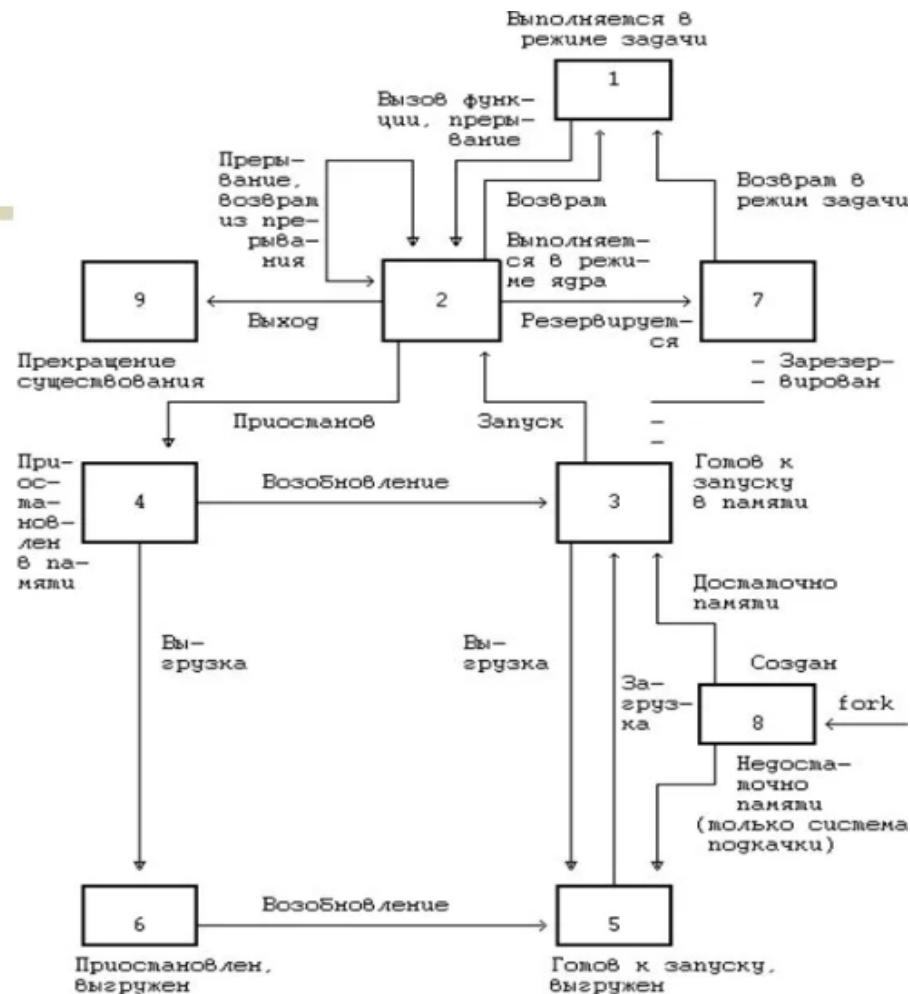 Выполняется в
режиме задачи
1
Вызов функ-
ции, преры-
вание
Преры-
вание,
возврат
из пре-
рыва-
ния
Возврат
Возврат в
режим задачи
Выполняет-
ся в режи-
ме ядра
9
2
7
Выход
Резервирует-
ся
Прекращение
существования
- Зарезер-
- вирован
-
-
Приостанов
Запуск
При-
ос-
та-
нов-
лен
в па-
мяти
4
Возобновление
3
Готов к
запуску
в памяти
Достаточно
памяти
Вы-
грузка
Вы-
грузка
За-
груз-
ка
Создан
8
fork
Недоста-
точно
памяти
(только система
подкачки)
6
Возобновление
5
Приостановлен,
выгружен
Готов к запуску,
выгружен